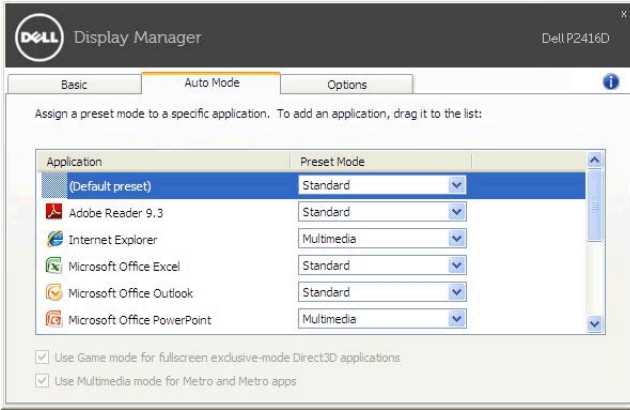 DELL Display Manager Dell P2416D
x
Basic Auto Mode Options
Assign a preset mode to a specific application. To add an application, drag it to the list:
Application Preset Mode
(Default preset) Standard
Adobe Reader 9.3 Standard
Internet Explorer Multimedia
Microsoft Office Excel Standard
Microsoft Office Outlook Standard
Microsoft Office PowerPoint Multimedia
Use Game mode for fullscreen exclusive-mode Direct3D applications
Use Multimedia mode for Metro and Metro apps